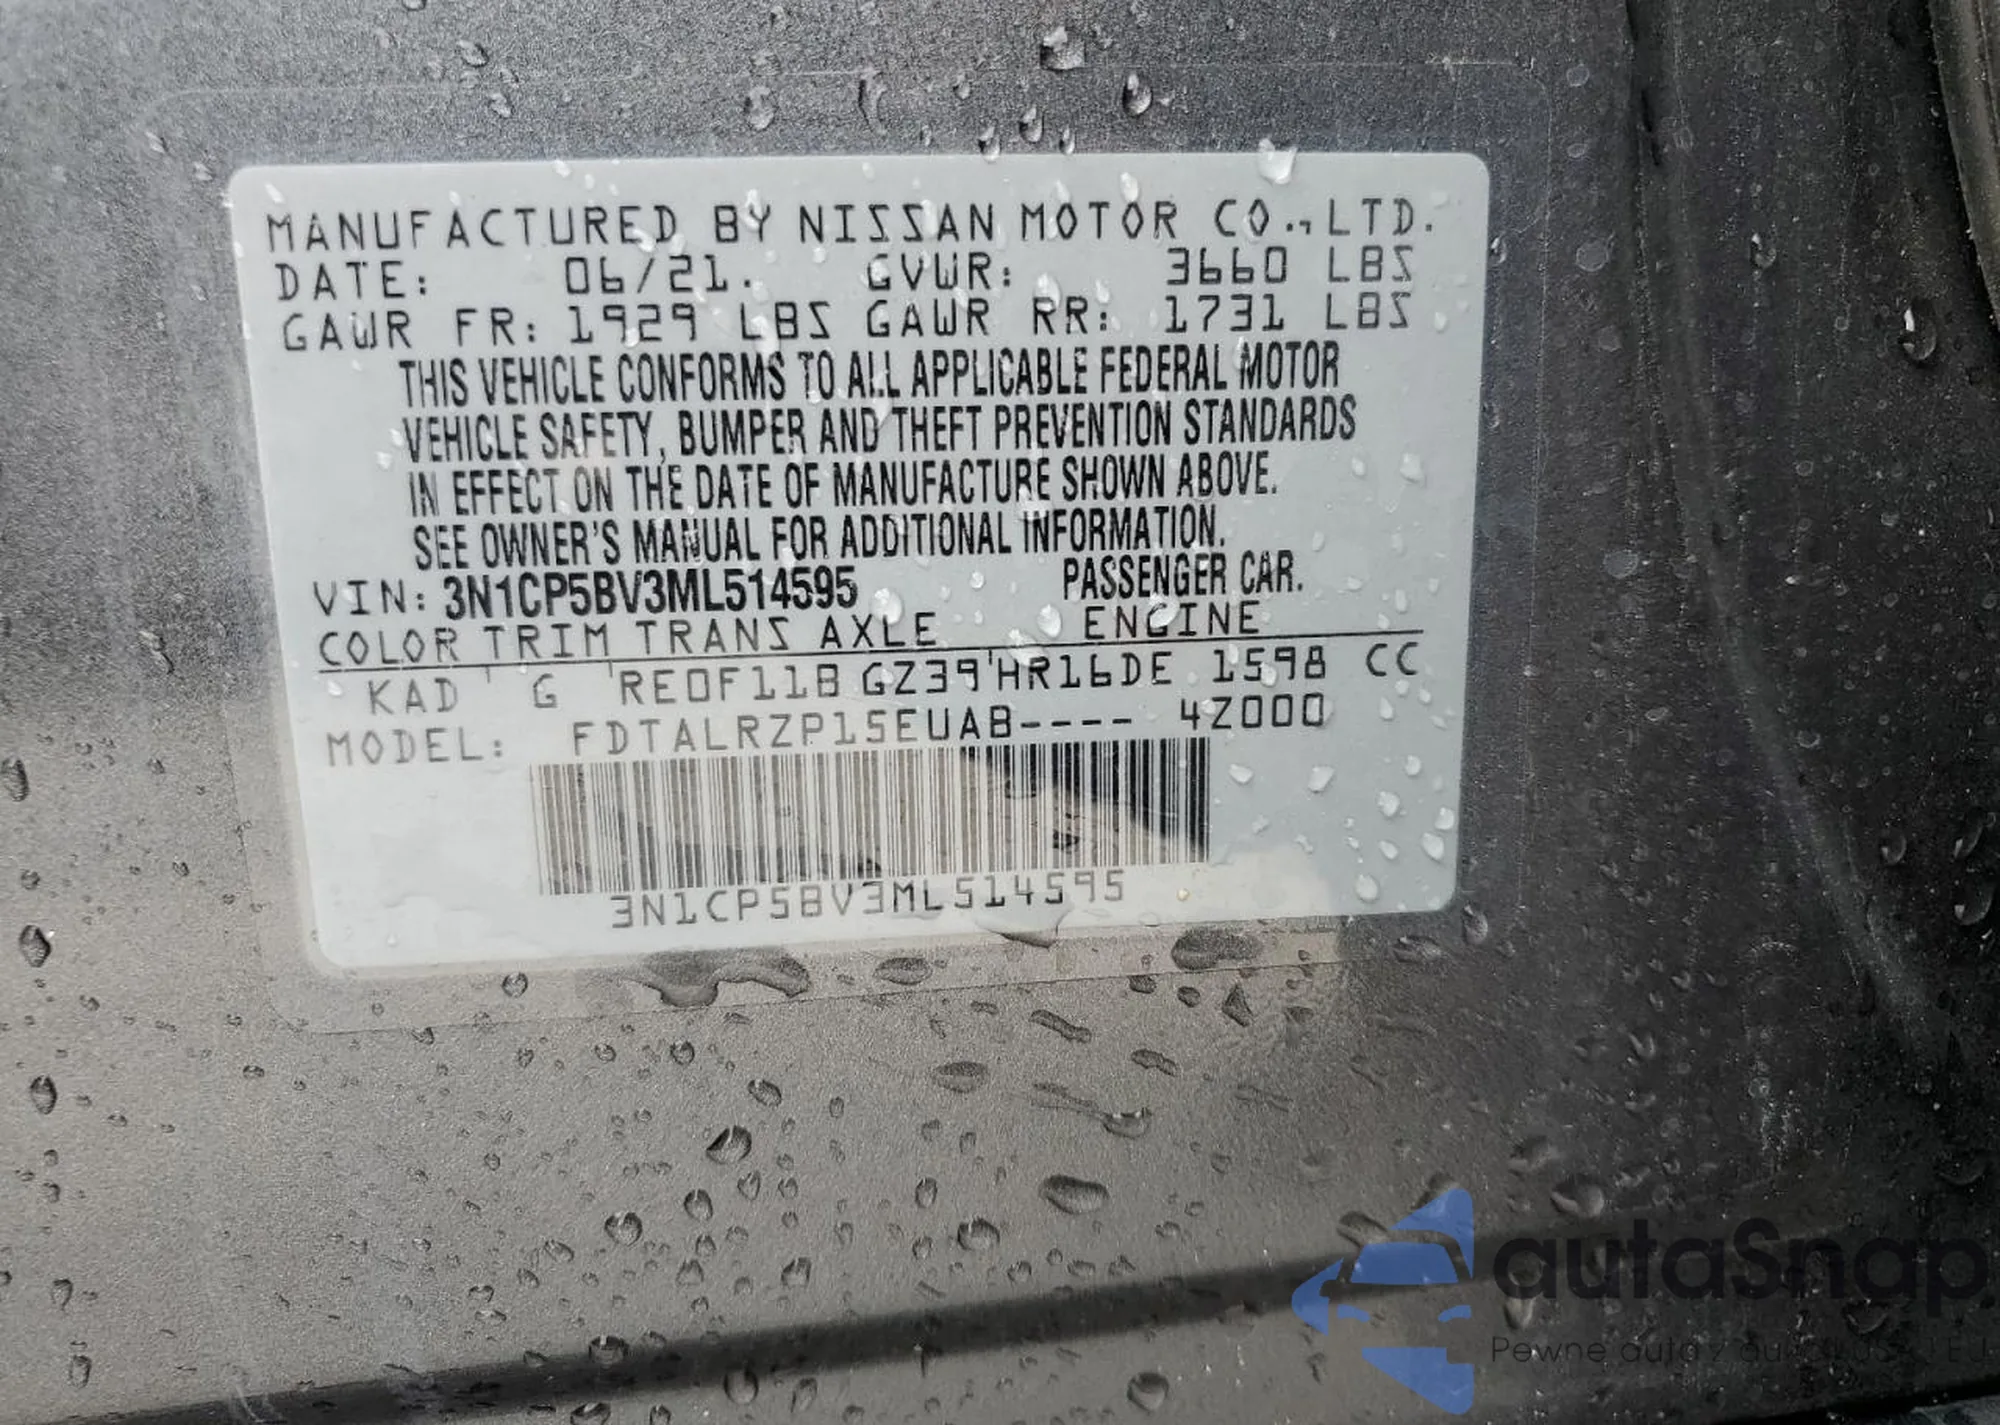 MANUFACTURED BY NISSAN MOTOR CO.,LTD.
DATE: 06/21. GVWR: 3660 LBS
GAWR FR: 1929 LBS GAWR RR: 1731 LBS
THIS VEHICLE CONFORMS TO ALL APPLICABLE FEDERAL MOTOR
VEHICLE SAFETY, BUMPER AND THEFT PREVENTION STANDARDS
IN EFFECT ON THE DATE OF MANUFACTURE SHOWN ABOVE.
SEE OWNER'S MANUAL FOR ADDITIONAL INFORMATION.
VIN: 3N1CP5BV3ML514595 PASSENGER CAR.
COLOR TRIM TRANS AXLE ENGINE
KAD G RE0F11B GZ39 HR16DE 1598 CC
MODEL: FDTALRZP15EUAB---- 4Z000
3N1CP5BV3ML514595
autaSnap
Pewne auta z